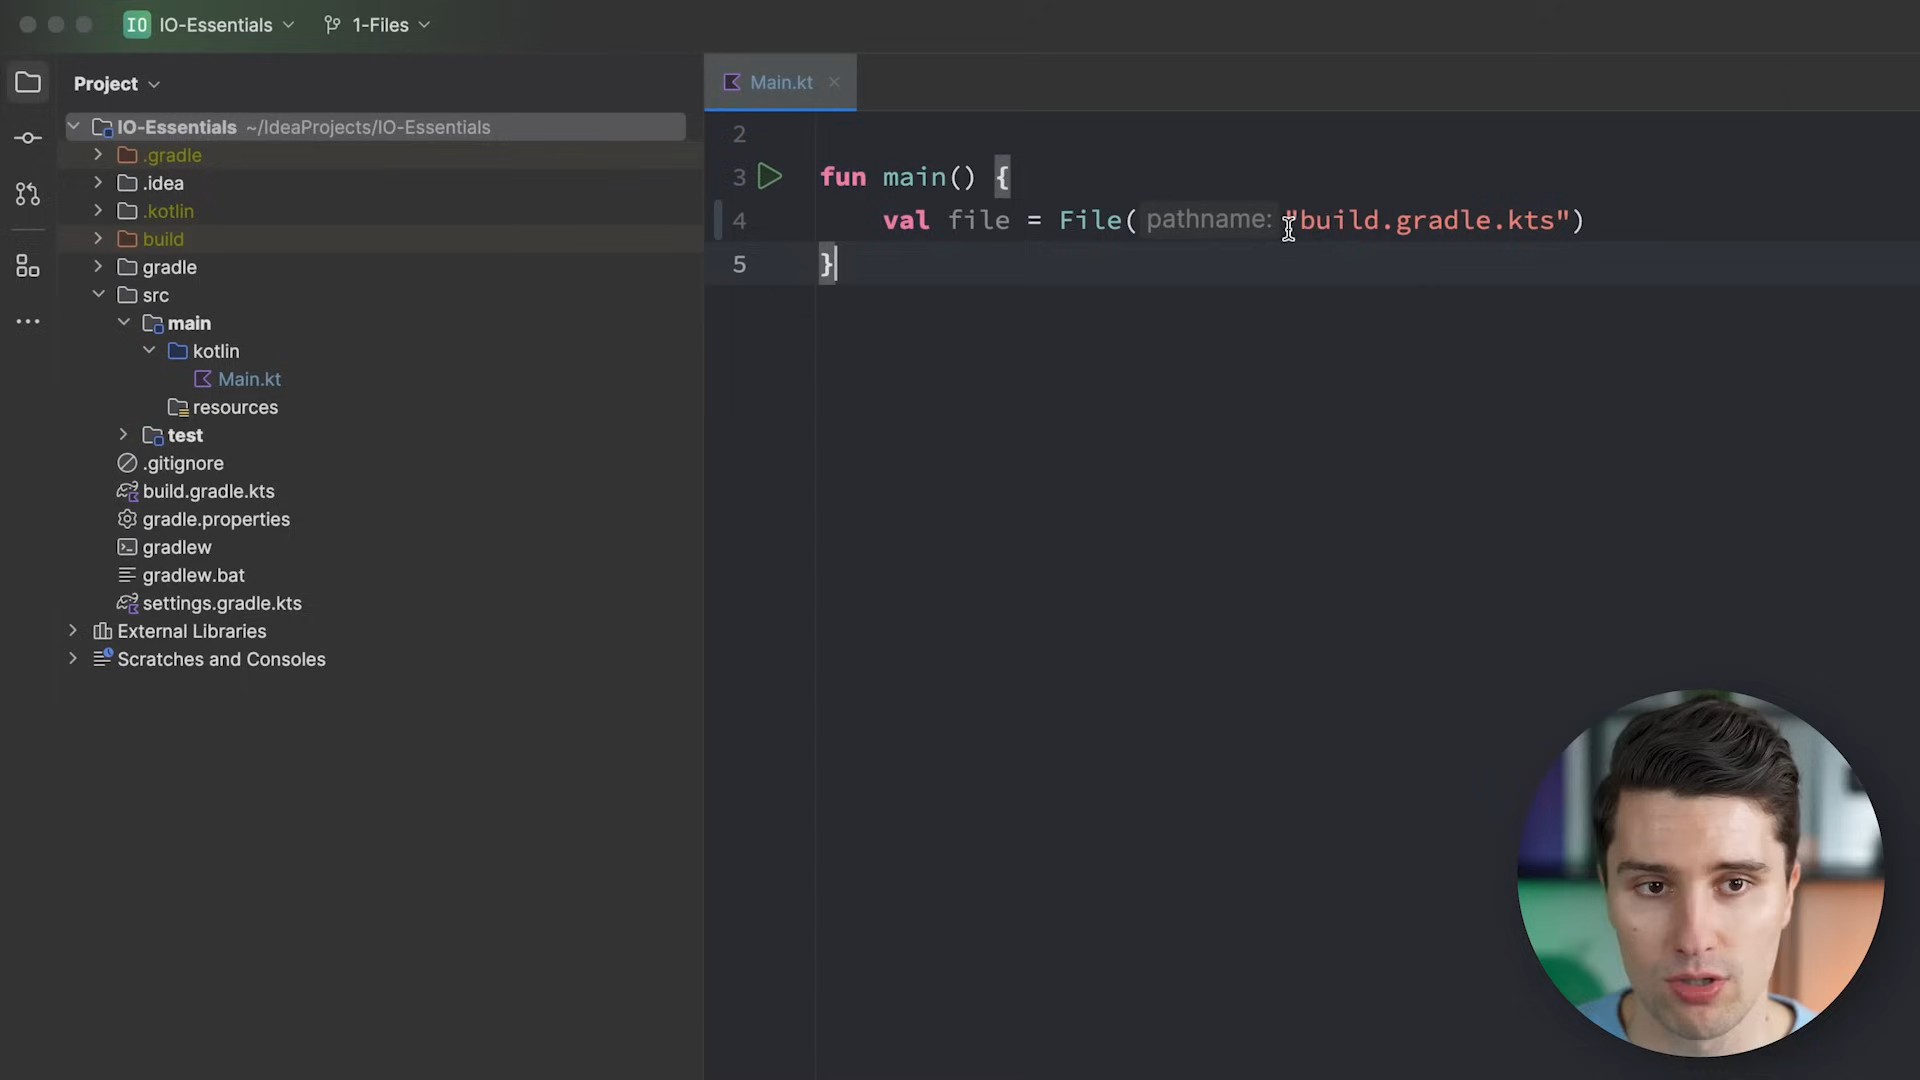 IO IO-Essentials 1-Files
Project
IO-Essentials ~/IdeaProjects/IO-Essentials
.gradle
.idea
.kotlin
build
gradle
src
main
kotlin
Main.kt
resources
test
.gitignore
build.gradle.kts
gradle.properties
gradlew
gradlew.bat
settings.gradle.kts
External Libraries
Scratches and Consoles
Main.kt
2
3 fun main() {
4 val file = File( pathname: "build.gradle.kts")
5 }